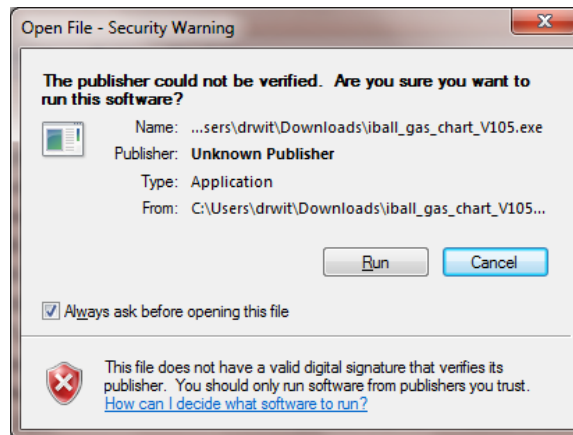 Open File - Security Warning
The publisher could not be verified.  Are you sure you want to
run this software?
Name: ...sers\drwit\Downloads\iball_gas_chart_V105.exe
Publisher: Unknown Publisher
Type: Application
From: C:\Users\drwit\Downloads\iball_gas_chart_V105...
Run Cancel
Always ask before opening this file
This file does not have a valid digital signature that verifies its
publisher.  You should only run software from publishers you trust.
How can I decide what software to run?